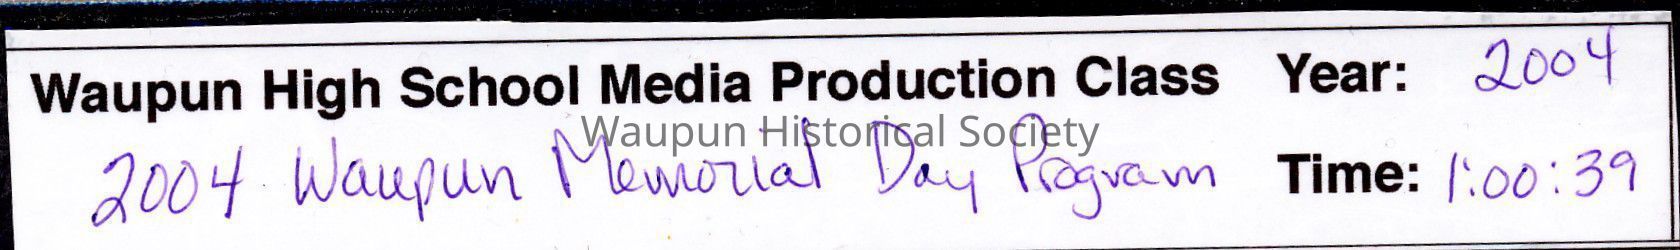 Waupun High School Media Production Class Year: 2004
Waupun Historical Society
2004 Waupun Memorial Day Program Time: 1:00:39